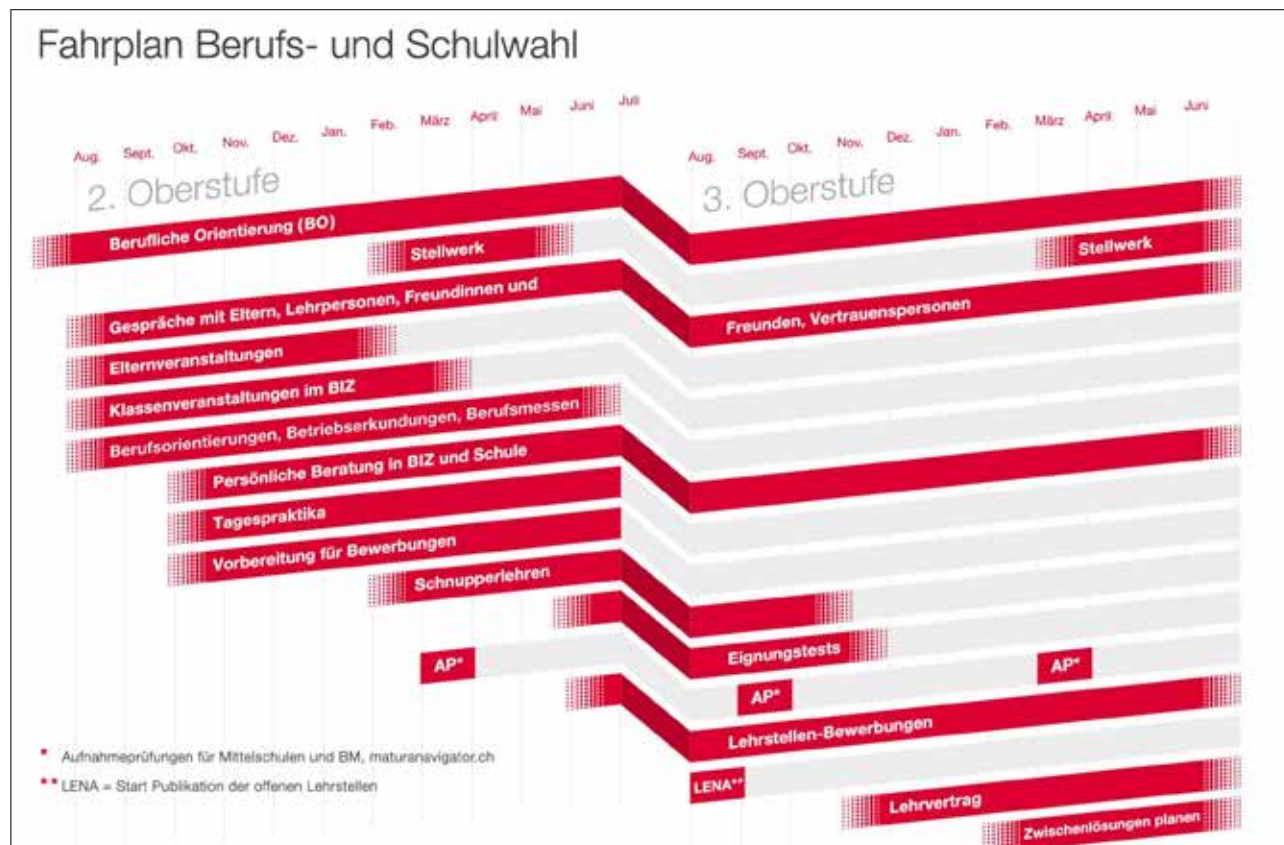 Fahrplan Berufs- und Schulwahl
Aug. Sept. Okt. Nov. Dez. Jan. Feb. März April Mai Juni Juli
Aug. Sept. Okt. Nov. Dez. Jan. Feb. März April Mai Juni
2. Oberstufe
3. Oberstufe
Berufliche Orientierung (BO)
Stellwerk
Stellwerk
Gespräche mit Eltern, Lehrpersonen, Freundinnen und
Freunden, Vertrauenspersonen
Elternveranstaltungen
Klassenveranstaltungen im BIZ
Berufsorientierungen, Betriebserkundungen, Berufsmessen
Persönliche Beratung in BIZ und Schule
Tagespraktika
Vorbereitung für Bewerbungen
Schnupperlehren
Eignungstests
AP*
AP*
AP*
Lehrstellen-Bewerbungen
LENA**
Lehrvertrag
Zwischenlösungen planen
* Aufnahmeprüfungen für Mittelschulen und BM, maturansvigator.ch
** LENA = Start Publikation der offenen Lehrstellen